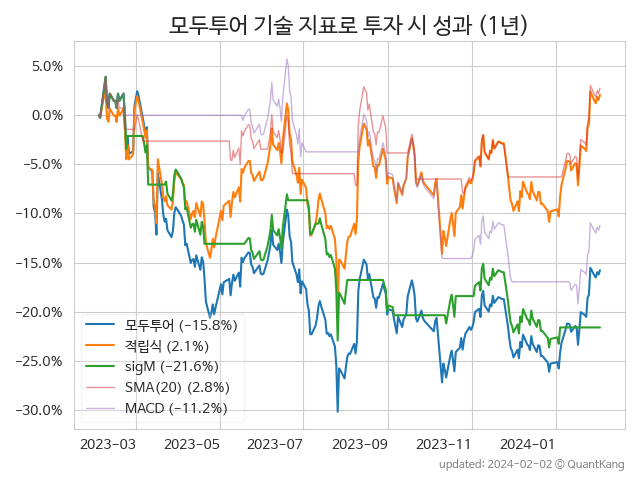 모두투어 기술 지표로 투자 시 성과 (1년)
5.0%
0.0%
−5.0%
−10.0%
−15.0%
−20.0%
−25.0%
−30.0%
모두투어 (−15.8%)
적립식 (2.1%)
sigM (−21.6%)
SMA(20) (2.8%)
MACD (−11.2%)
2023−03 2023−05 2023−07 2023−09 2023−11 2024−01
updated: 2024−02−02 © QuantKang